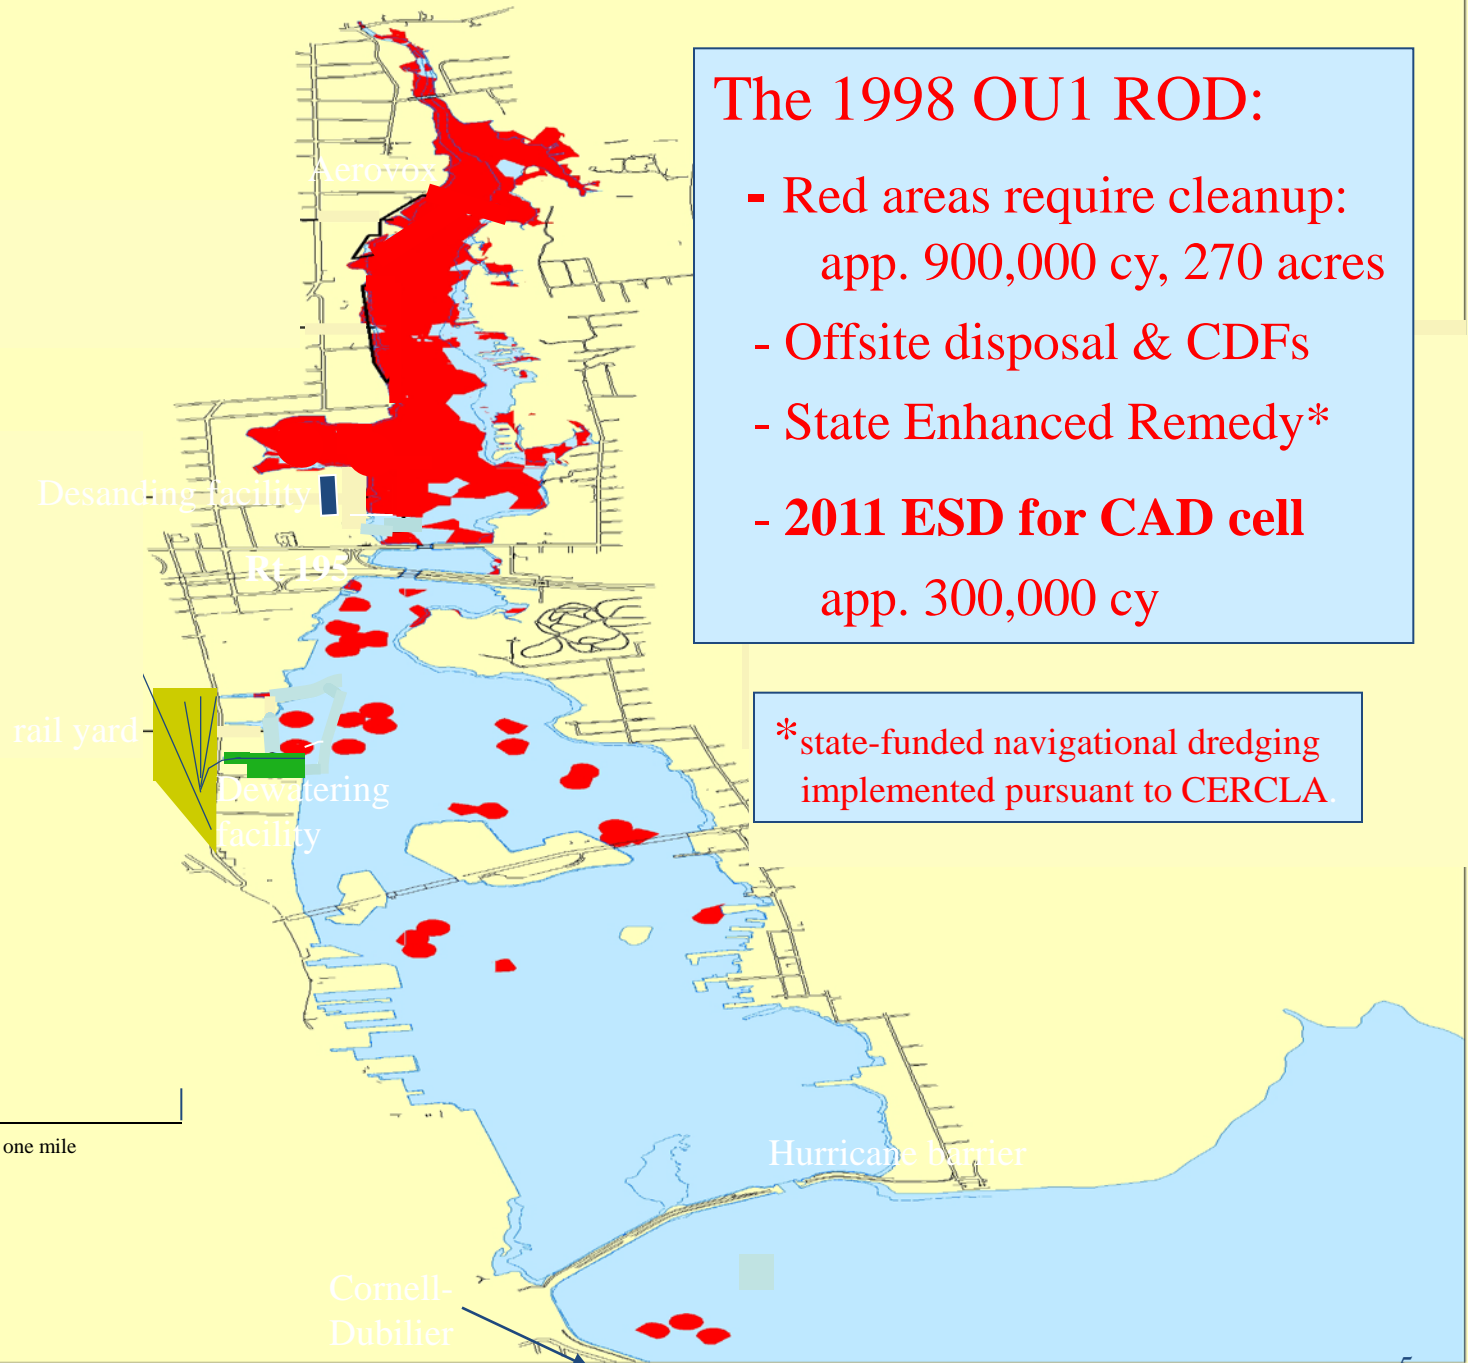 The 1998 OU1 ROD:
- Red areas require cleanup:
app. 900,000 cy, 270 acres
- Offsite disposal & CDFs
- State Enhanced Remedy*
- 2011 ESD for CAD cell
app. 300,000 cy
*state-funded navigational dredging
implemented pursuant to CERCLA.
Aerovox
Desanding facility
Rt 195
rail yard
Dewatering
facility
one mile
Hurricane barrier
Cornell-
Dubilier
5